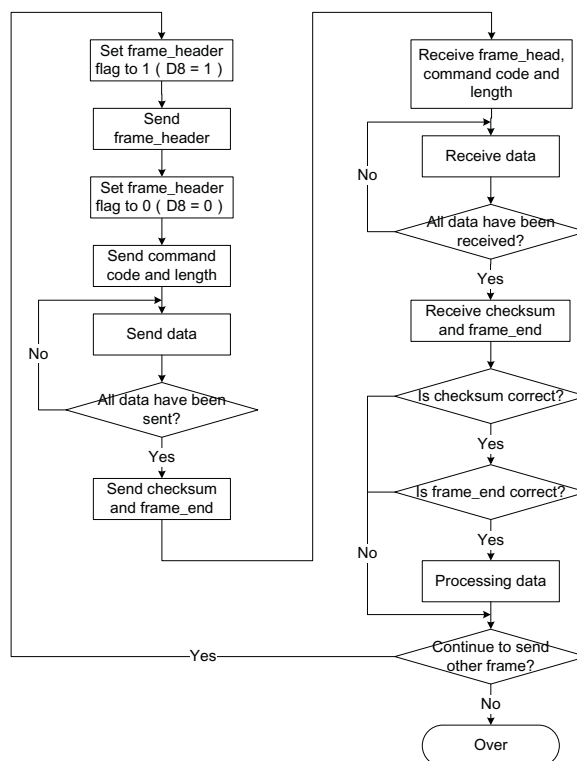 Set frame_header
flag to 1 ( D8 = 1 )
Send
frame_header
Set frame_header
flag to 0 ( D8 = 0 )
Send command
code and length
Send data
No
All data have been
sent?
Yes
Send checksum
and frame_end
Receive frame_head,
command code and
length
Receive data
No
All data have been
received?
Yes
Receive checksum
and frame_end
Is checksum correct?
Yes
Is frame_end correct?
Yes
No
Processing data
Continue to send
other frame?
Yes
No
Over